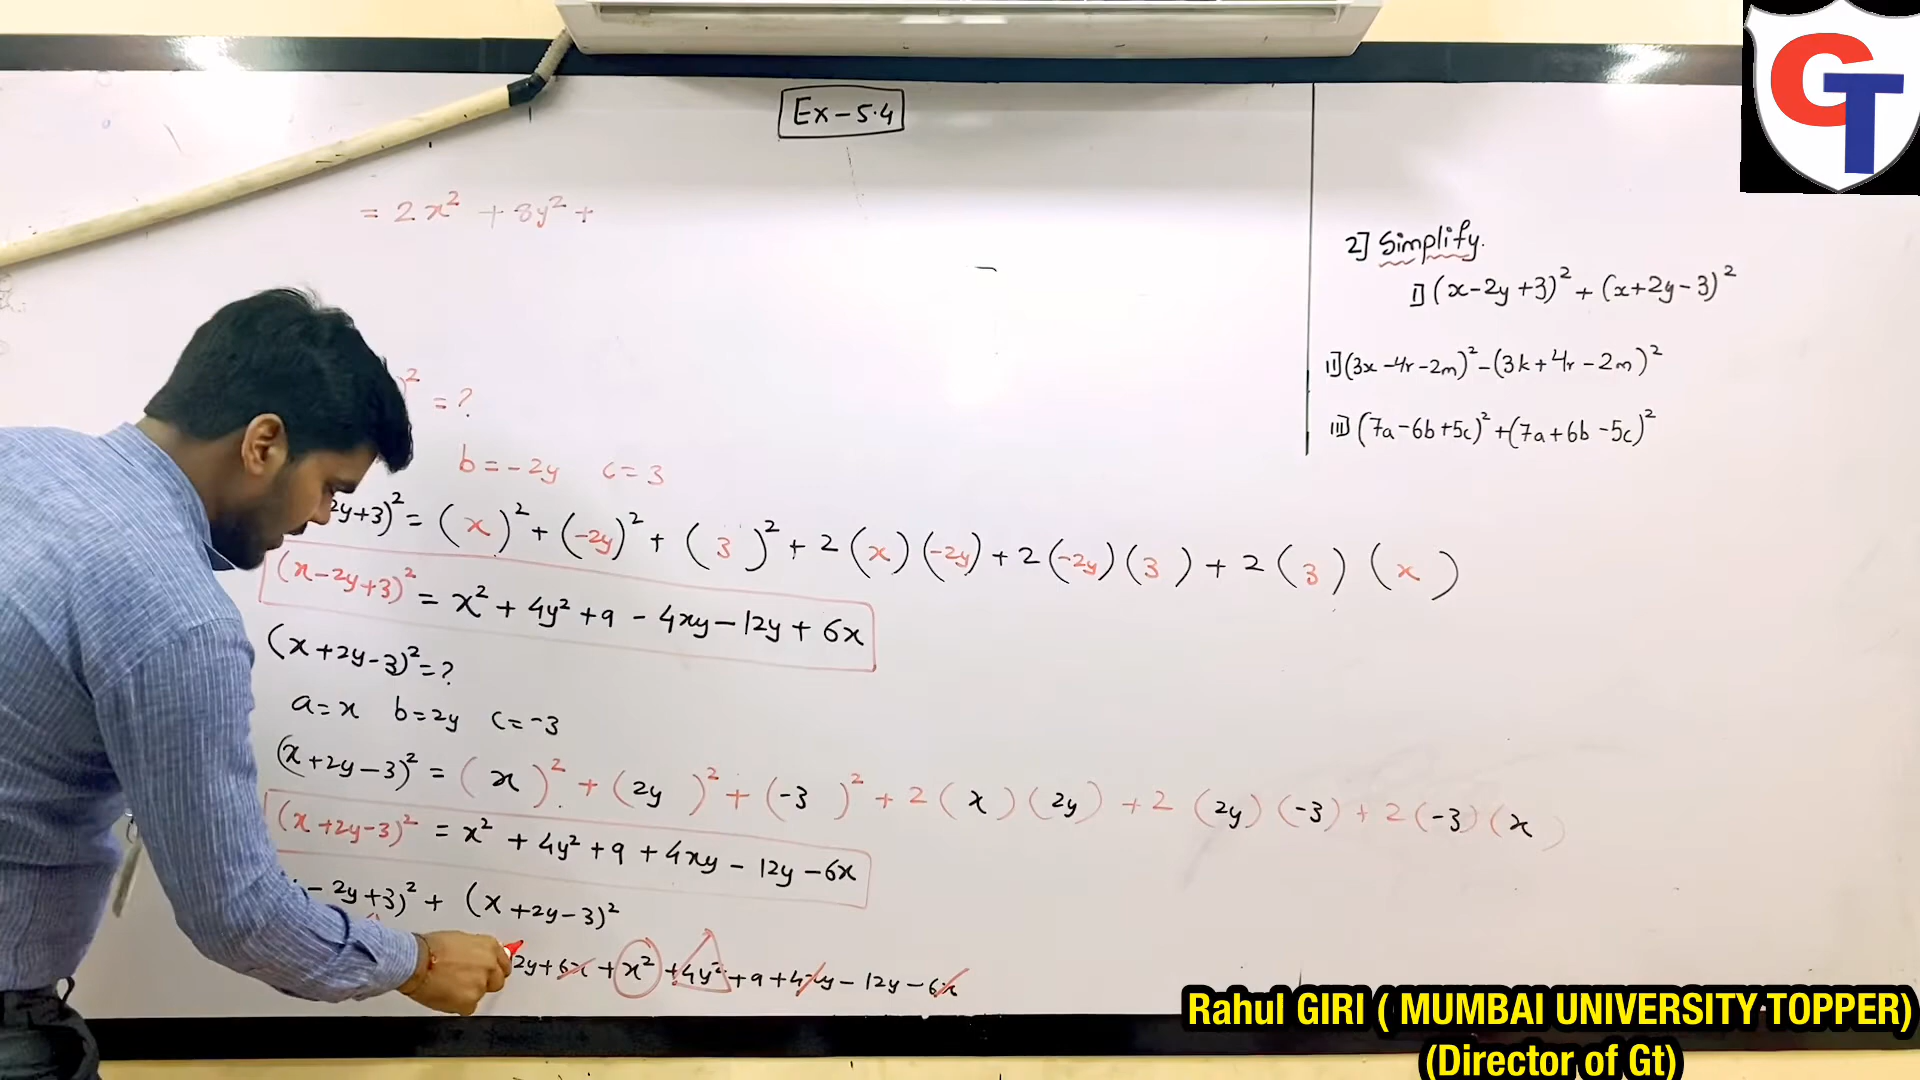 GT
Ex-5.4
= 2x² + 8y² +
2] Simplify.
i] (x-2y+3)² + (x+2y-3)²
ii] (3x-4r-2m)² - (3k+4r-2m)²
iii] (7a-6b+5c)² + (7a+6b-5c)²
² = ?
b = -2y c = 3
2y+3)² = (x)² + (-2y)² + (3)² + 2(x)(-2y) + 2(-2y)(3) + 2(3)(x)
(x-2y+3)² = x² + 4y² + 9 - 4xy - 12y + 6x
(x+2y-3)² = ?
a = x b = 2y c = -3
(x+2y-3)² = (x)² + (2y)² + (-3)² + 2(x)(2y) + 2(2y)(-3) + 2(-3)(x)
(x+2y-3)² = x² + 4y² + 9 + 4xy - 12y - 6x
- 2y+3)² + (x+2y-3)²
2y + 6x + x² + 4y² + 9 + 4xy - 12y - 6x
Rahul GIRI ( MUMBAI UNIVERSITY TOPPER)
(Director of Gt)